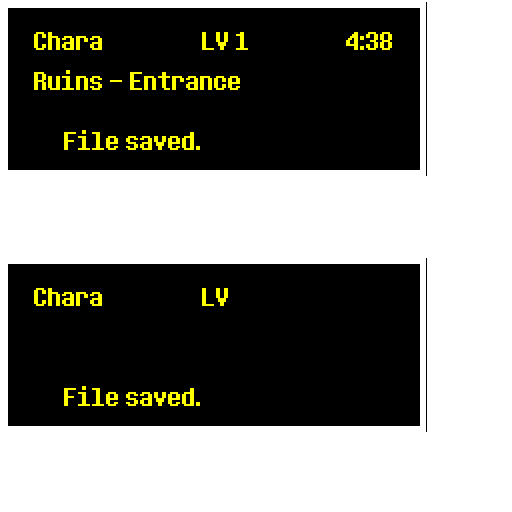 Chara LV 1 4:38
Ruins - Entrance
File saved.
Chara LV
File saved.